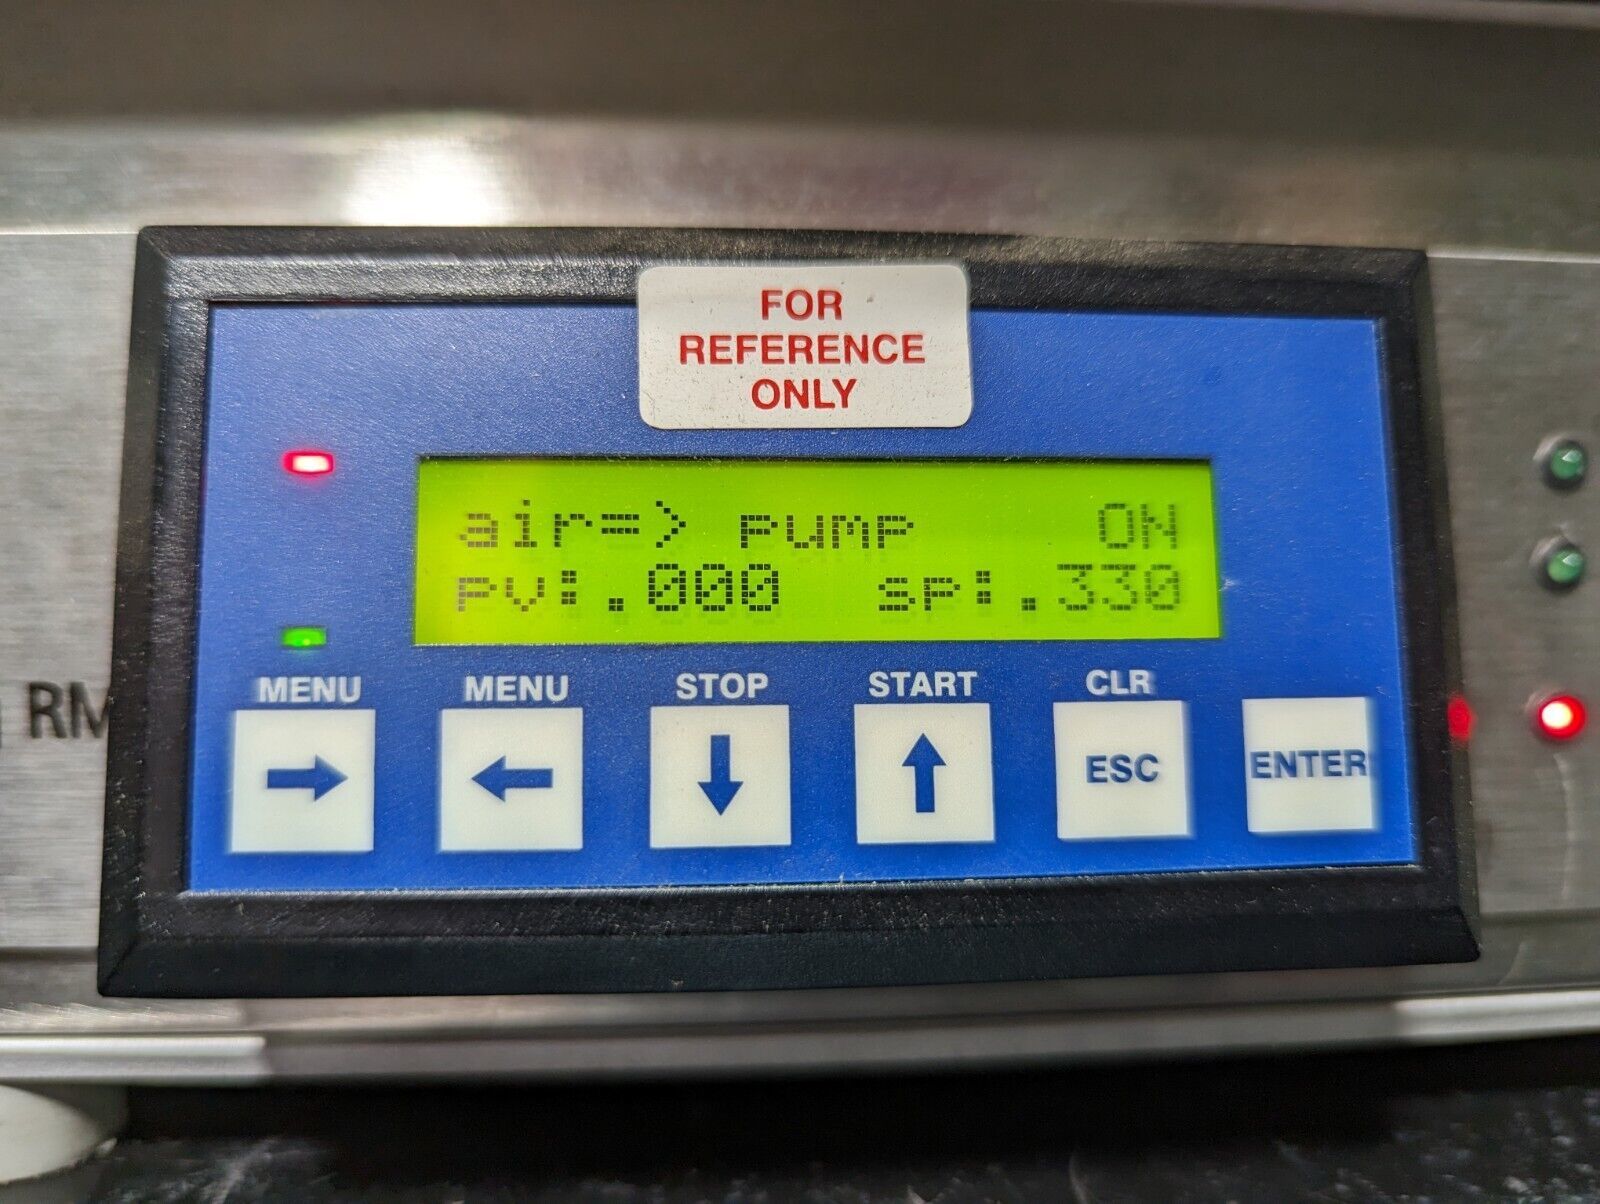 FOR
REFERENCE
ONLY
air=> pump ON
pv:.000 sp:.330
MENU MENU STOP START CLR
ESC ENTER
RM